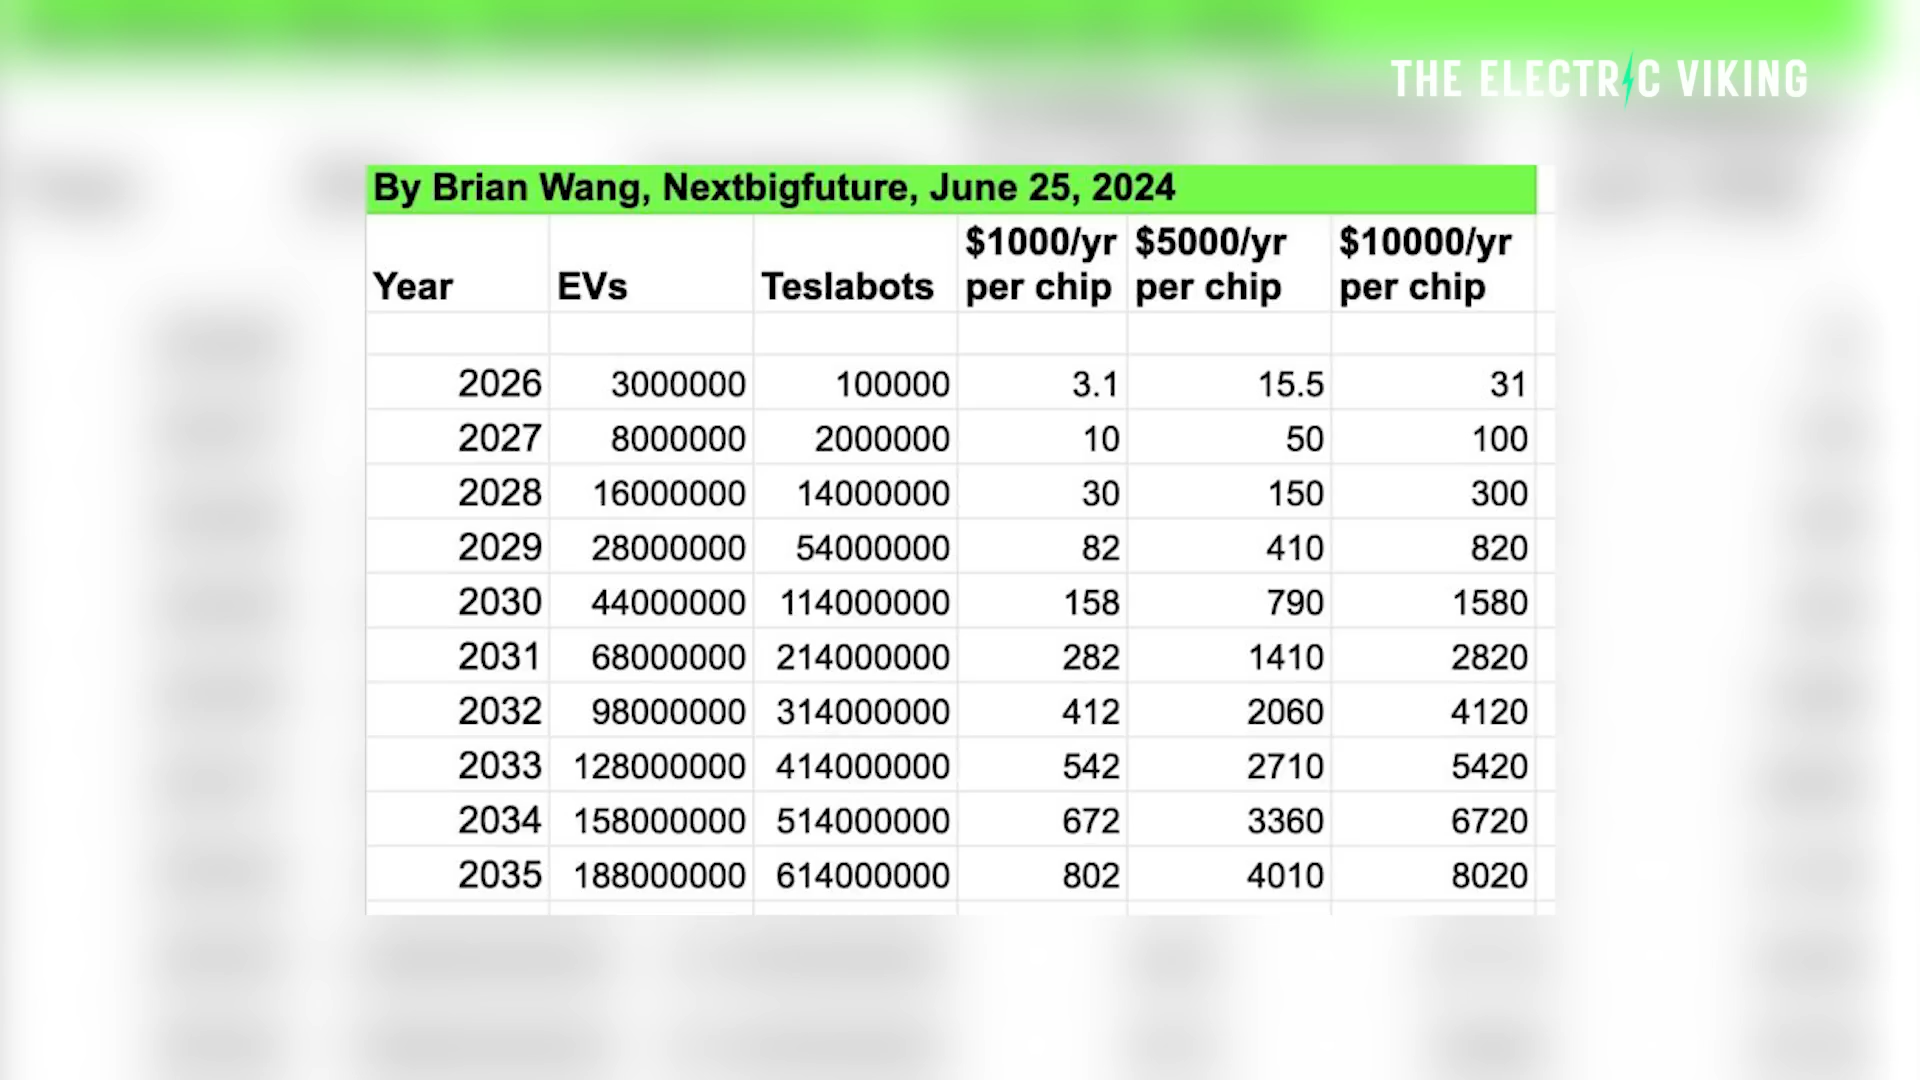 THE ELECTRIC VIKING
By Brian Wang, Nextbigfuture, June 25, 2024
Year EVs Teslabots $1000/yr per chip $5000/yr per chip $10000/yr per chip
2026 3000000 100000 3.1 15.5 31
2027 8000000 2000000 10 50 100
2028 16000000 14000000 30 150 300
2029 28000000 54000000 82 410 820
2030 44000000 114000000 158 790 1580
2031 68000000 214000000 282 1410 2820
2032 98000000 314000000 412 2060 4120
2033 128000000 414000000 542 2710 5420
2034 158000000 514000000 672 3360 6720
2035 188000000 614000000 802 4010 8020